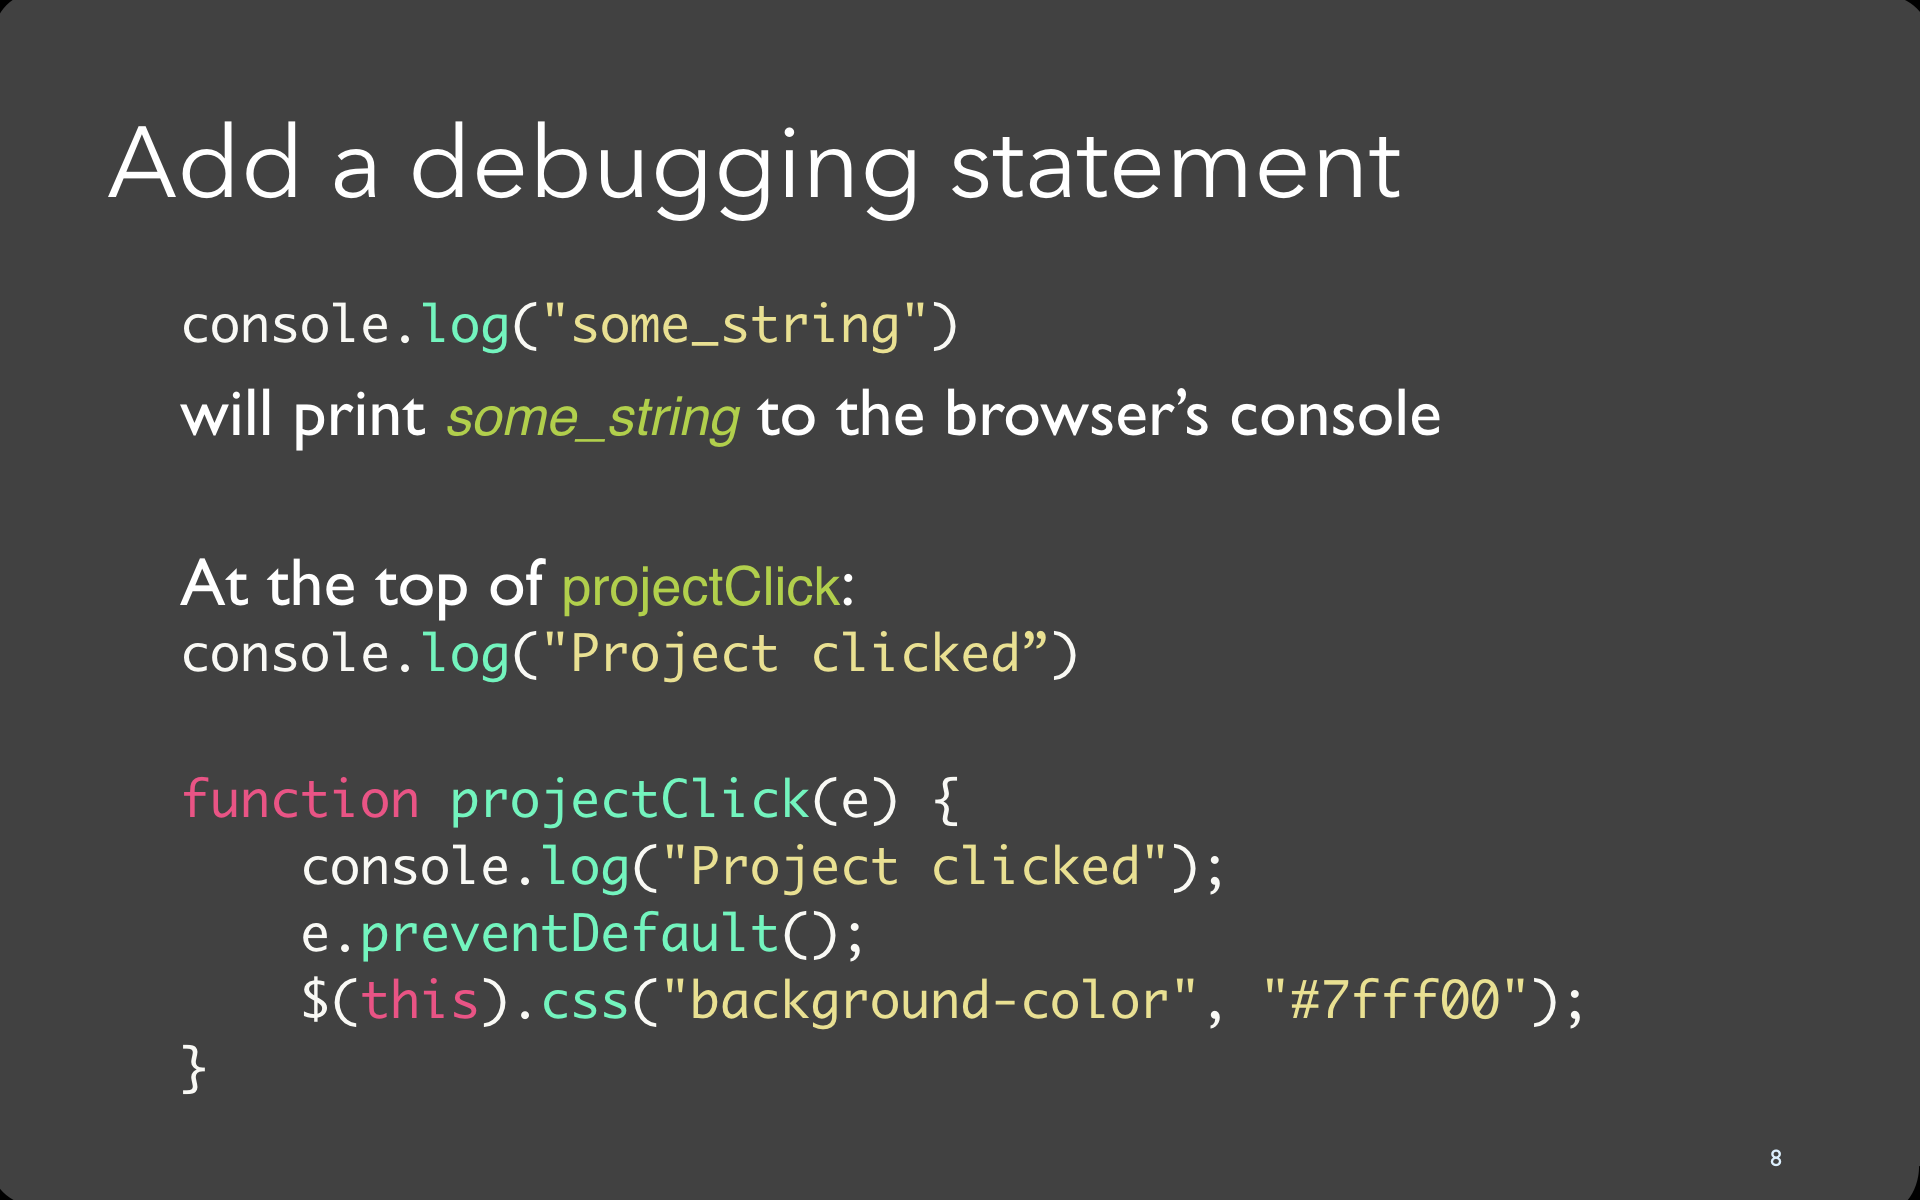 Add a debugging statement
console.log("some_string")
will print some_string to the browser’s console
At the top of projectClick:
console.log("Project clicked”)
function projectClick(e) {
    console.log("Project clicked");
    e.preventDefault();
    $(this).css("background-color", "#7fff00");
}
8